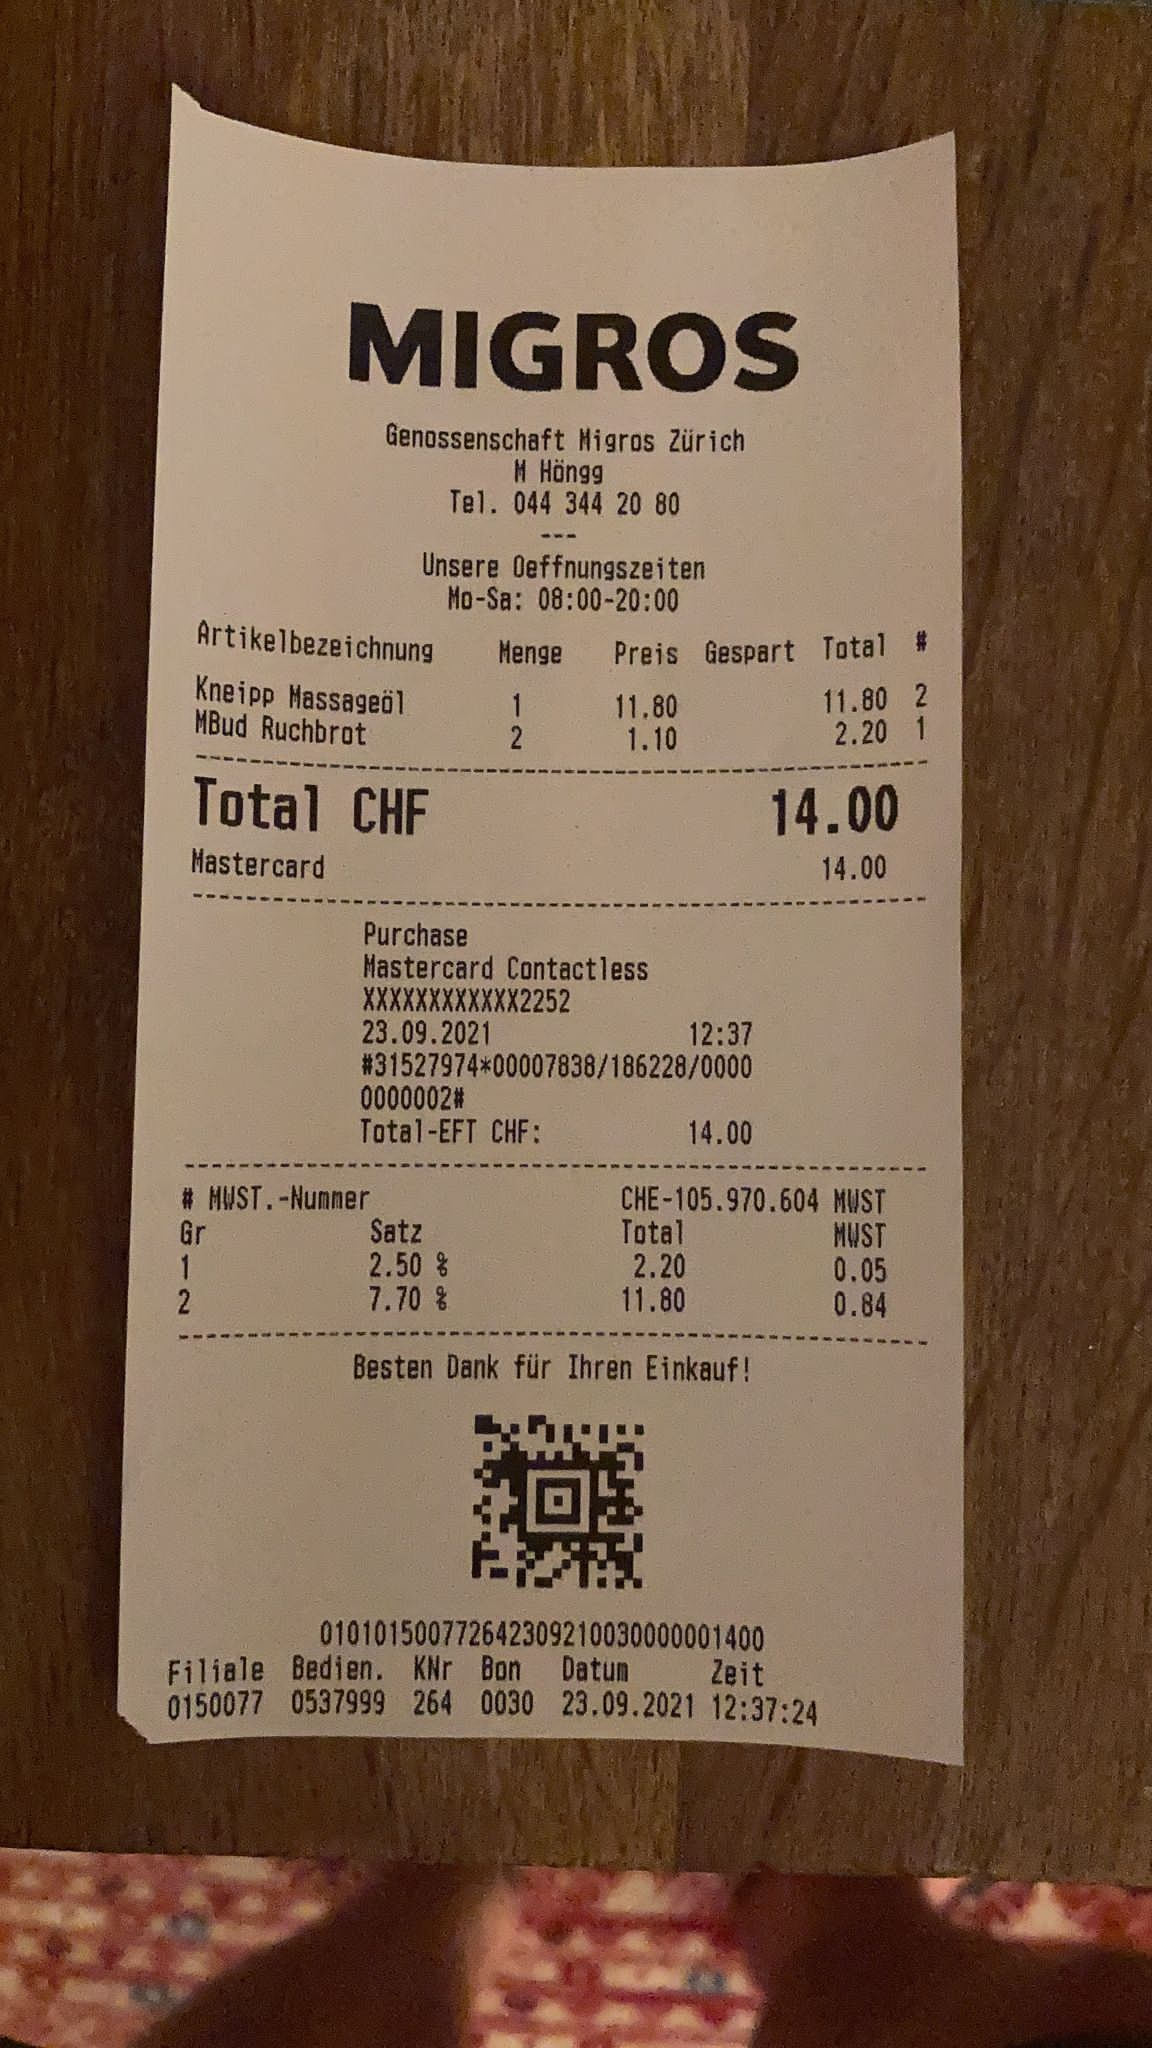 MIGROS
Genossenschaft Migros Zürich
M Höngg
Tel. 044 344 20 80
---
Unsere Oeffnungszeiten
Mo-Sa: 08:00-20:00
Artikelbezeichnung Menge Preis Gespart Total #
Kneipp Massageöl 1 11.80 11.80 2
MBud Ruchbrot 2 1.10 2.20 1
Total CHF 14.00
Mastercard 14.00
Purchase
Mastercard Contactless
XXXXXXXXXXXX2252
23.09.2021 12:37
#31527974*00007838/186228/0000
0000002#
Total-EFT CHF: 14.00
# MWST.-Nummer CHE-105.970.604 MWST
Gr Satz Total MWST
1 2.50 % 2.20 0.05
2 7.70 % 11.80 0.84
Besten Dank für Ihren Einkauf!
01010150077264230921003000000​1400
Filiale Bedien. KNr Bon Datum Zeit
0150077 0537999 264 0030 23.09.2021 12:37:24